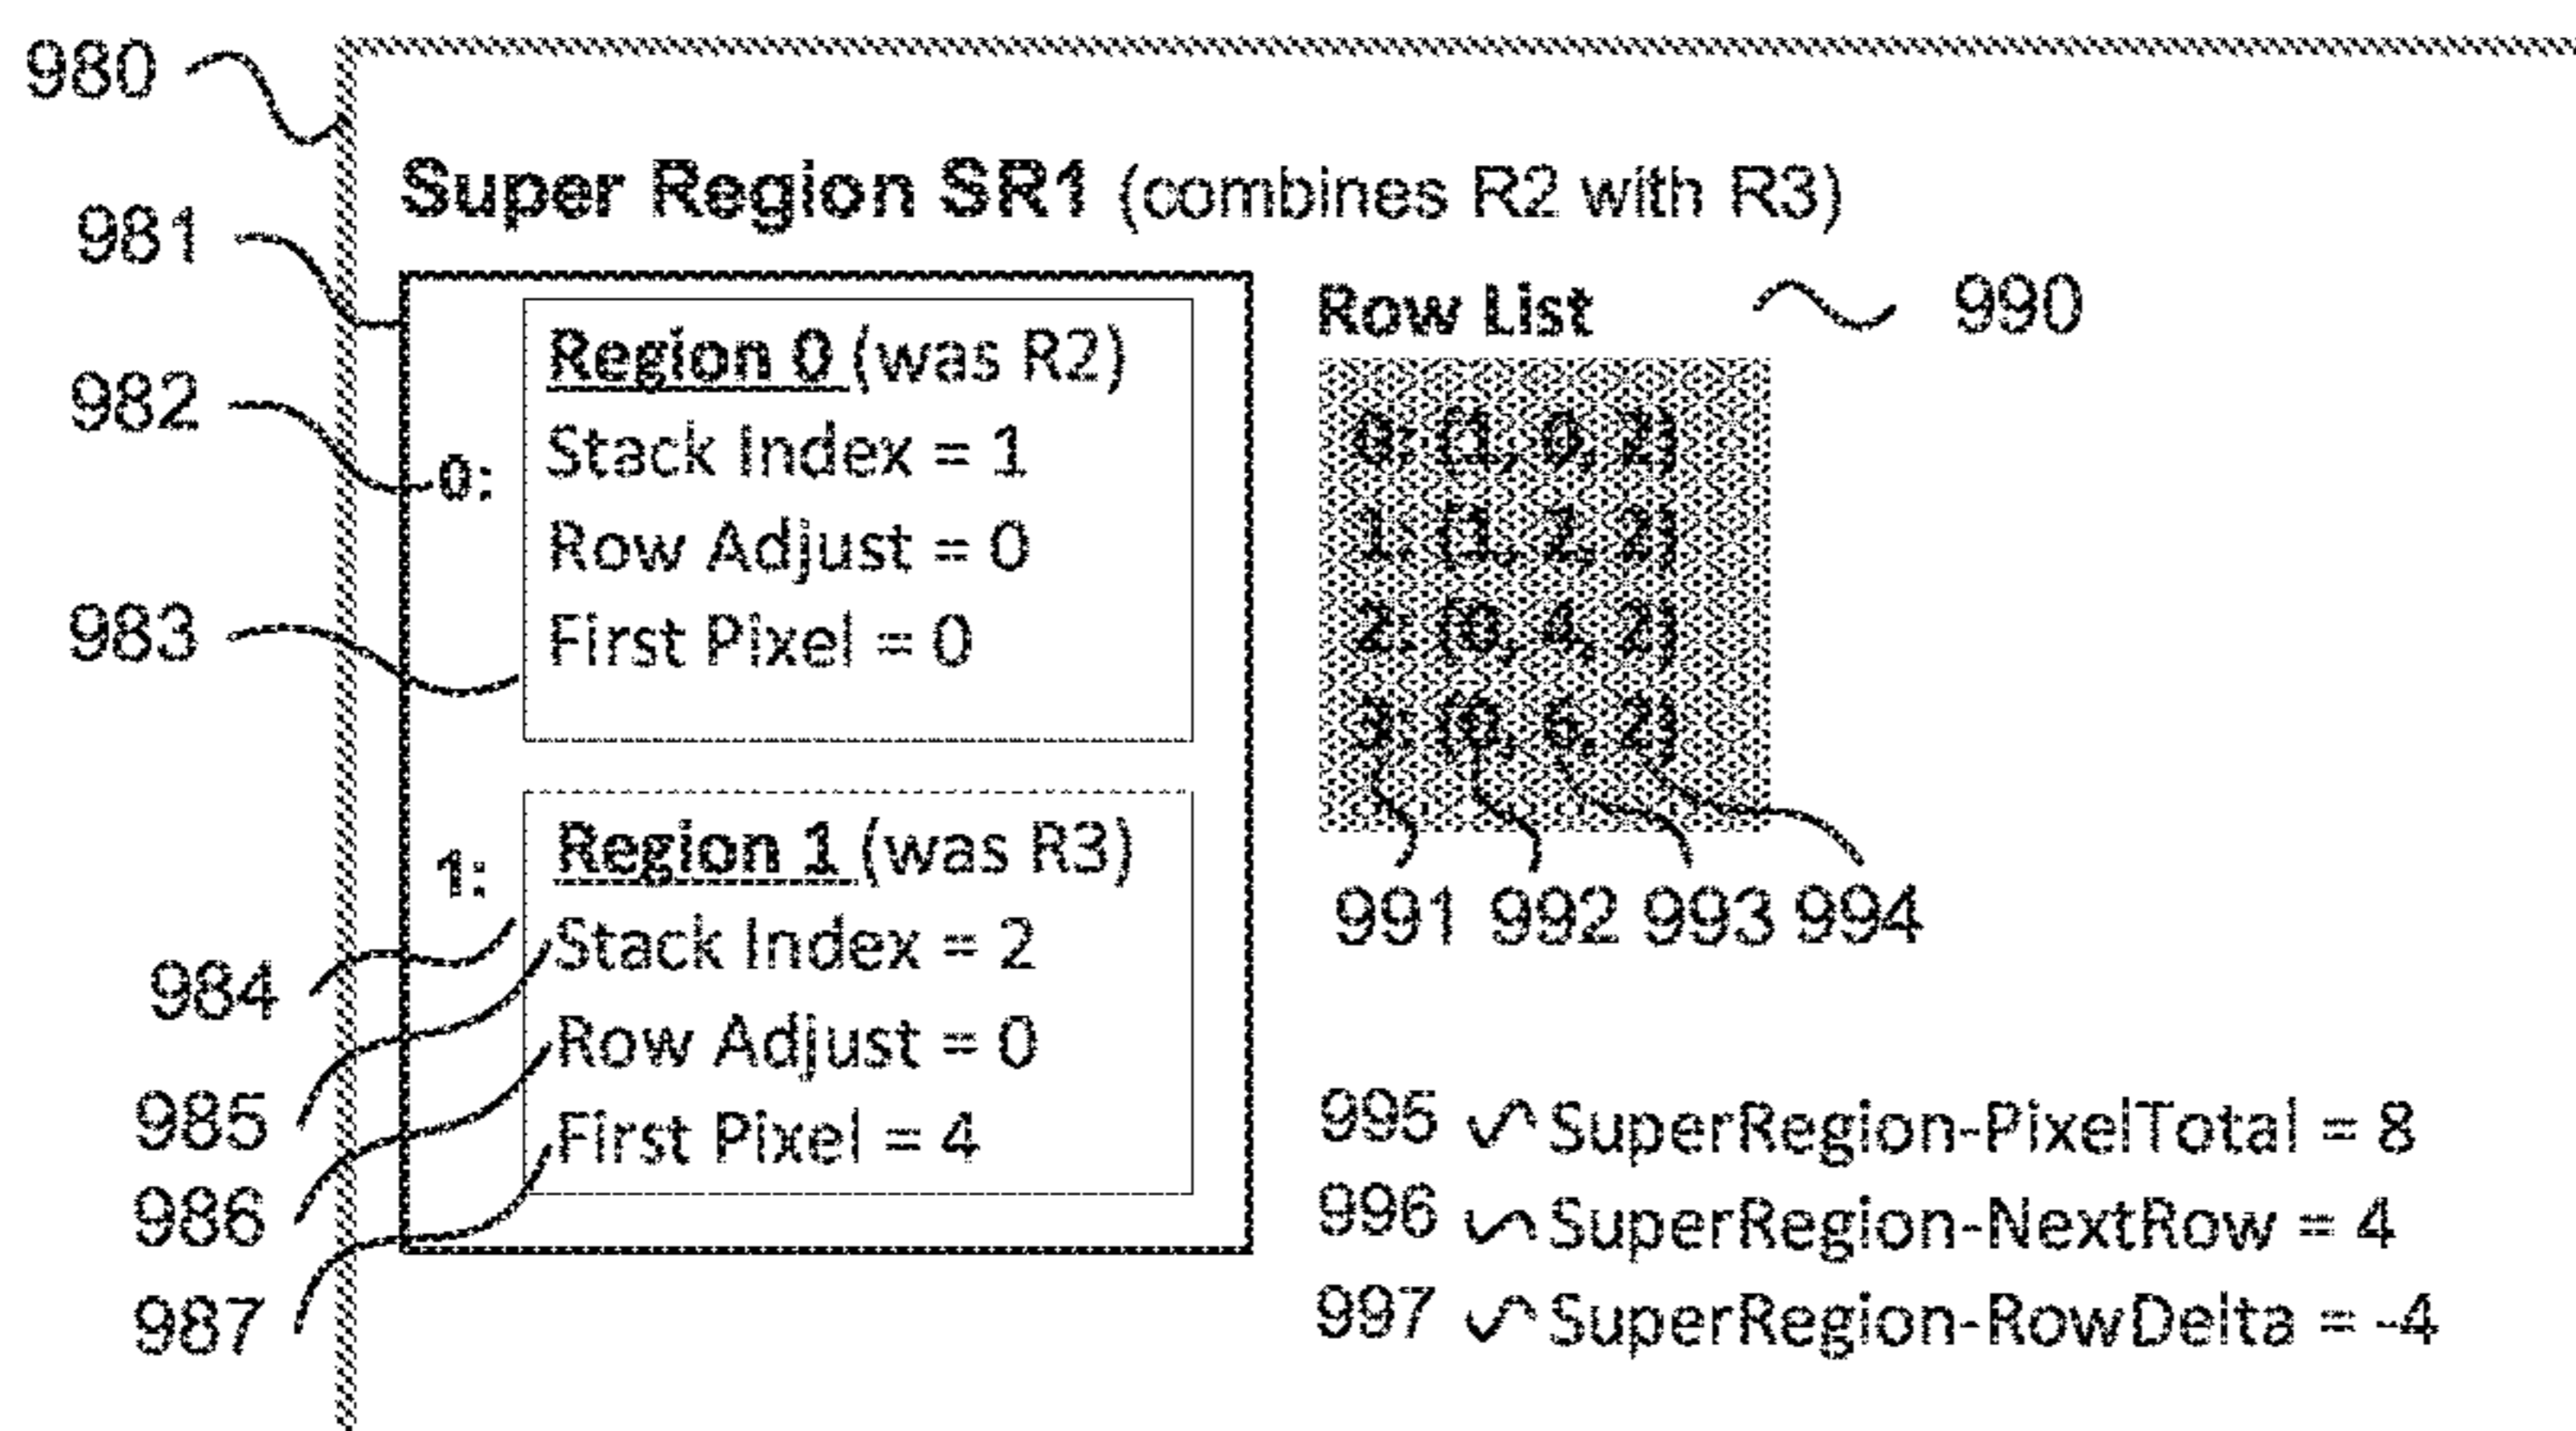 980
Super Region SR1 (combines R2 with R3)
981
Row List 990
982
0:
Region 0 (was R2)
Stack Index = 1
Row Adjust = 0
First Pixel = 0
983
0: (1, 0, 2)
1: (1, 2, 2)
2: (0, 4, 2)
3: (0, 6, 2)
991 992 993 994
1:
Region 1 (was R3)
Stack Index = 2
Row Adjust = 0
First Pixel = 4
984
985
986
987
995 SuperRegion-PixelTotal = 8
996 SuperRegion-NextRow = 4
997 SuperRegion-RowDelta = -4